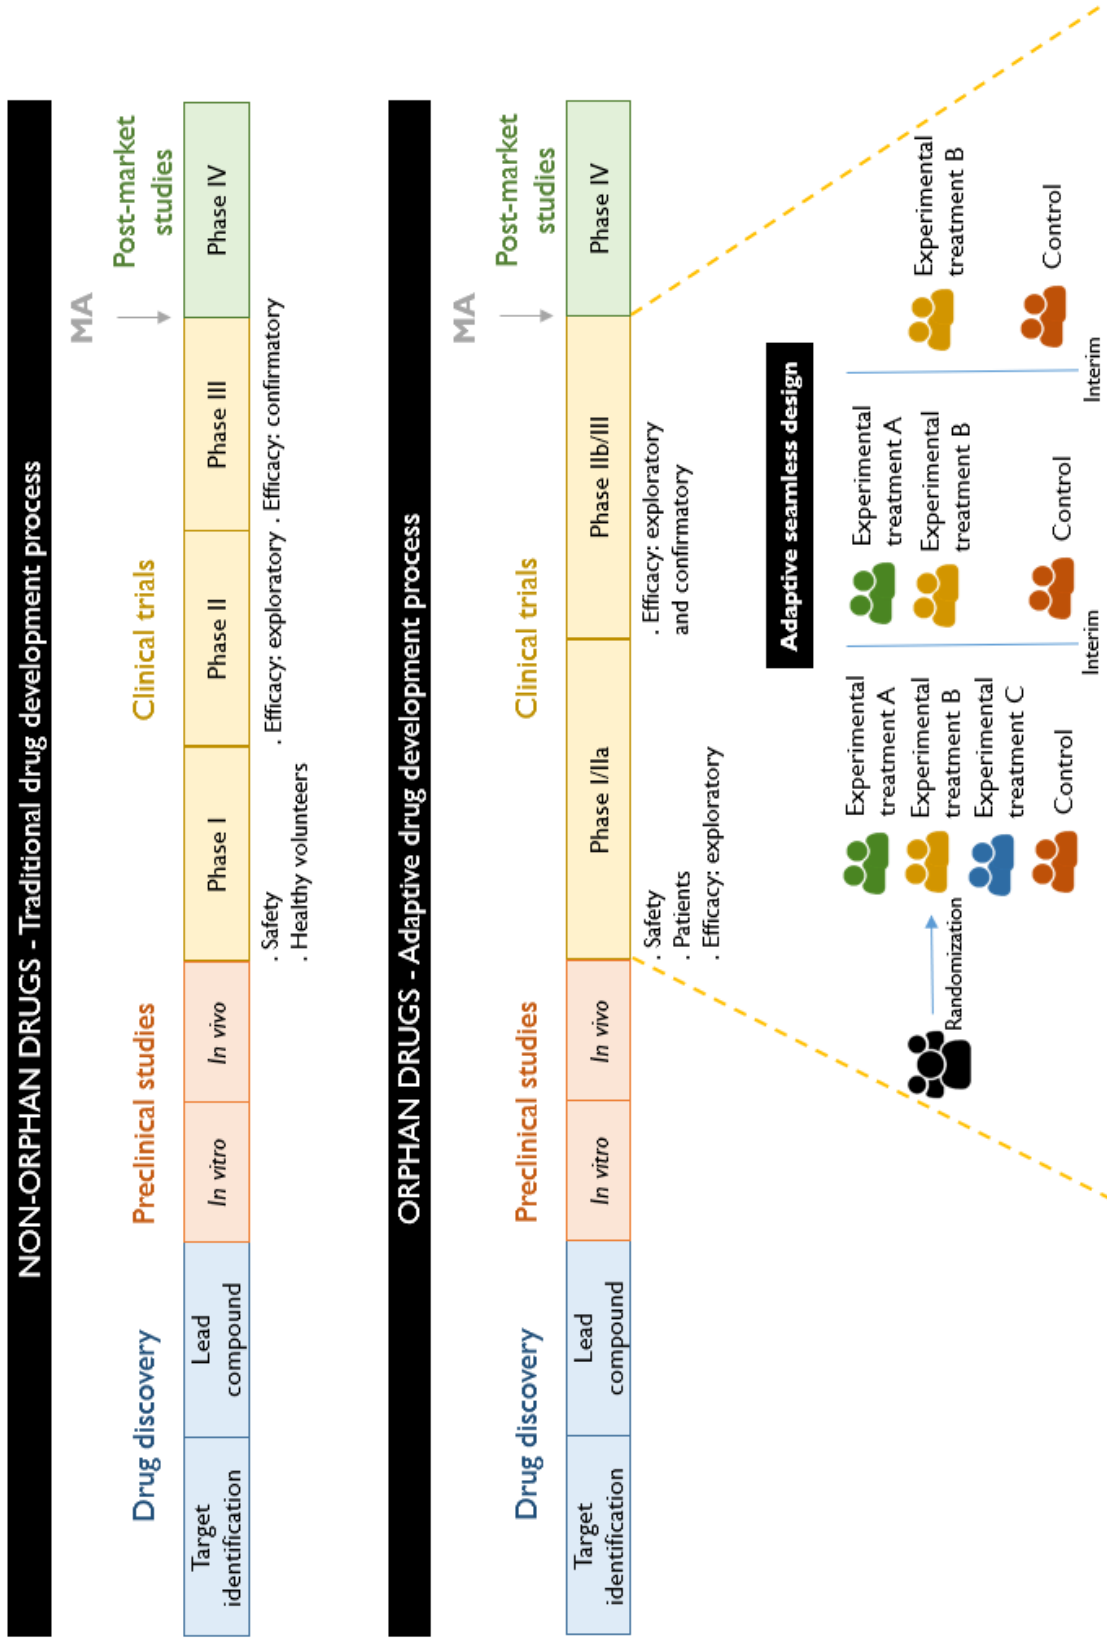 NON-ORPHAN DRUGS - Traditional drug development process
MA
Drug discovery
Preclinical studies
Clinical trials
Post-market
studies
Target
identification
Lead
compound
In vitro
In vivo
Phase I
Phase II
Phase III
Phase IV
. Safety
. Healthy volunteers
. Efficacy: exploratory
. Efficacy: confirmatory
ORPHAN DRUGS - Adaptive drug development process
MA
Drug discovery
Preclinical studies
Clinical trials
Post-market
studies
Target
identification
Lead
compound
In vitro
In vivo
Phase I/IIa
Phase IIb/III
Phase IV
. Safety
. Patients
. Efficacy: exploratory
. Efficacy: exploratory
and confirmatory
Adaptive seamless design
Randomization
Experimental
treatment A
Experimental
treatment B
Experimental
treatment C
Control
Interim
Experimental
treatment A
Experimental
treatment B
Control
Interim
Experimental
treatment B
Control